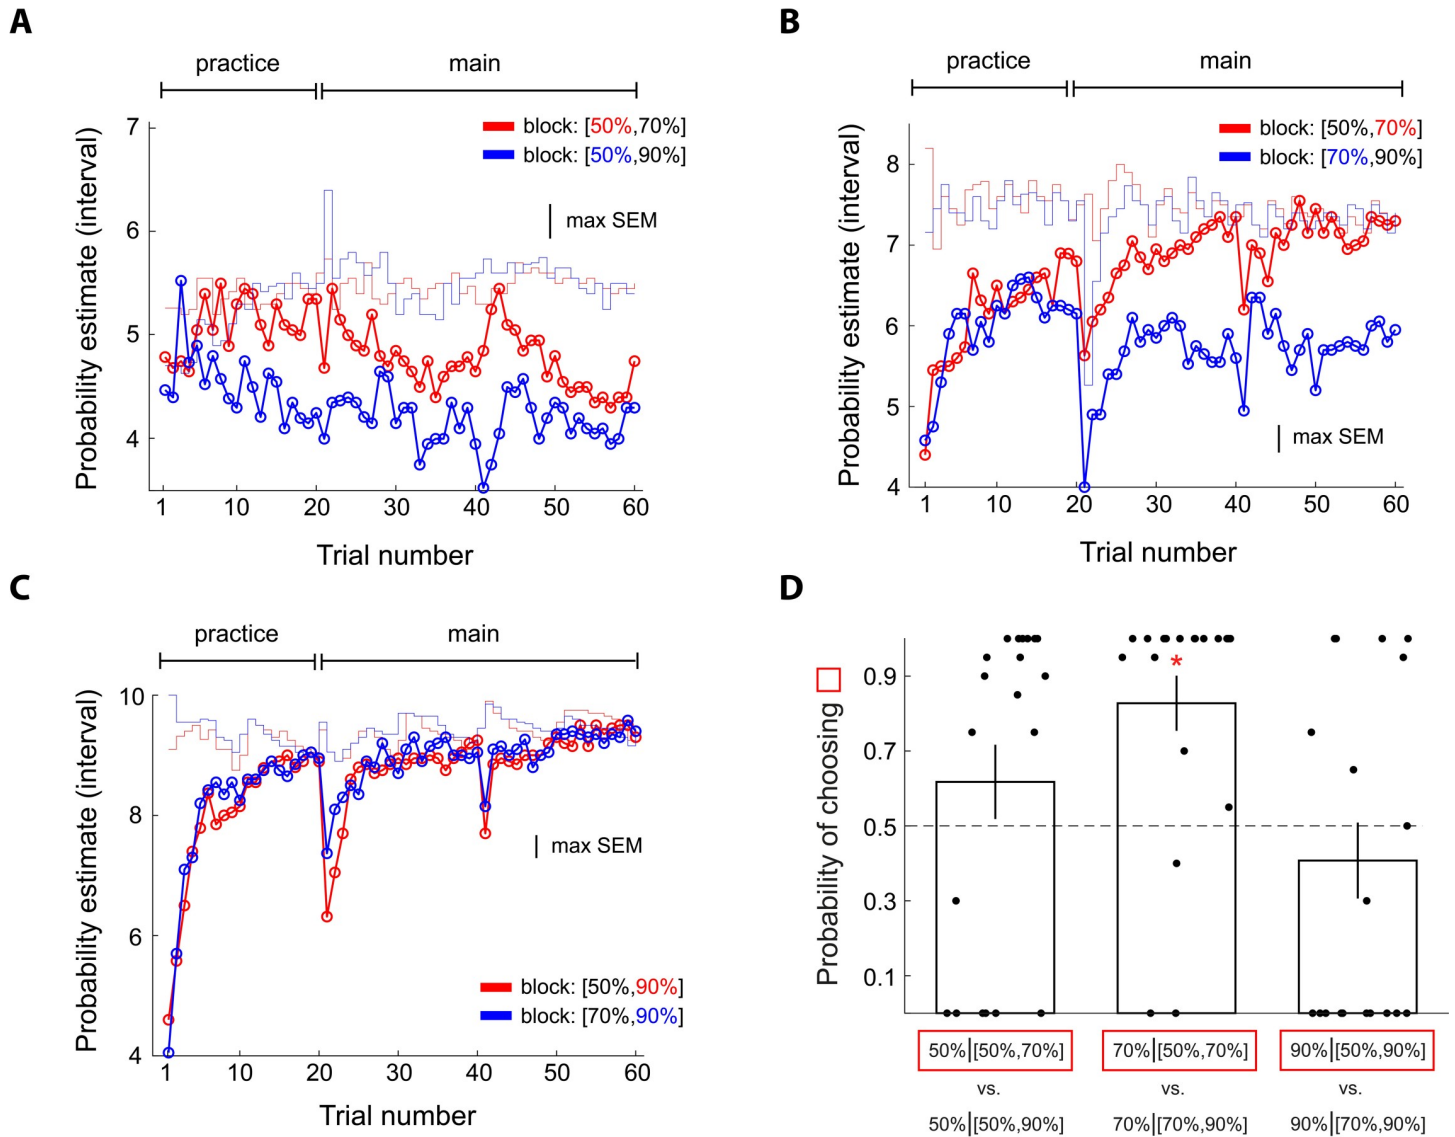 A
practice main
block: [50%,70%]
block: [50%,90%]
max SEM
Probability estimate (interval)
7
6
5
4
1 10 20 30 40 50 60
Trial number
B
practice main
block: [50%,70%]
block: [70%,90%]
max SEM
Probability estimate (interval)
8
7
6
5
4
1 10 20 30 40 50 60
Trial number
C
practice main
block: [50%,90%]
block: [70%,90%]
max SEM
Probability estimate (interval)
10
8
6
4
1 10 20 30 40 50 60
Trial number
D
Probability of choosing
0.9
0.7
0.5
0.3
0.1
*
50%|[50%,70%] 70%|[50%,70%] 90%|[50%,90%]
vs. vs. vs.
50%|[50%,90%] 70%|[70%,90%] 90%|[70%,90%]